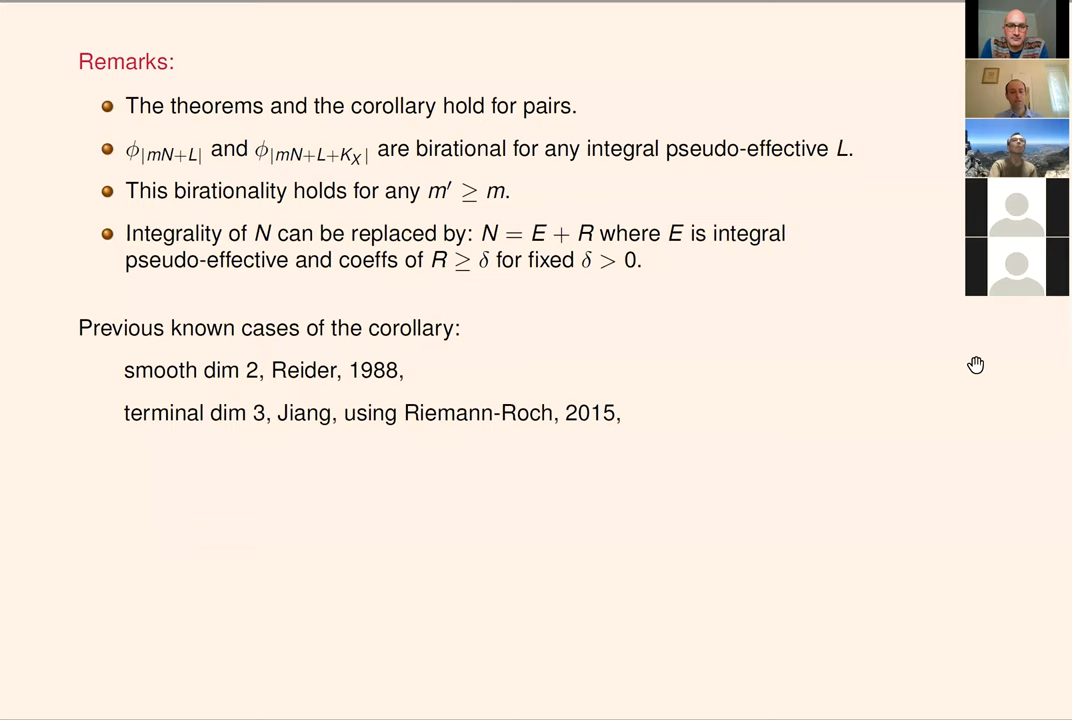 Remarks:
The theorems and the corollary hold for pairs.
ϕ|mN+L| and ϕ|mN+L+K_X| are birational for any integral pseudo-effective L.
This birationality holds for any m′ ≥ m.
Integrality of N can be replaced by: N = E + R where E is integral
pseudo-effective and coeffs of R ≥ δ for fixed δ > 0.
Previous known cases of the corollary:
smooth dim 2, Reider, 1988,
terminal dim 3, Jiang, using Riemann-Roch, 2015,